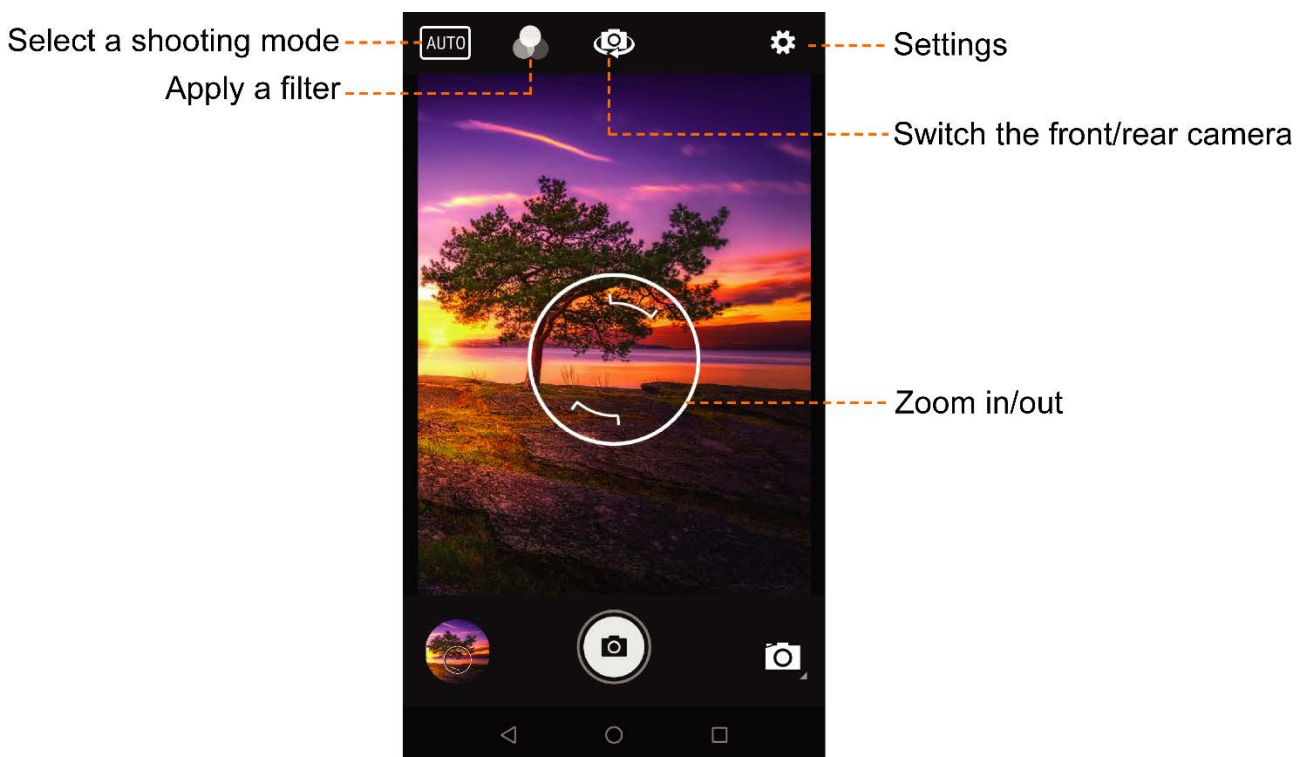 Select a shooting mode
AUTO
Settings
Apply a filter
Switch the front/rear camera
Zoom in/out